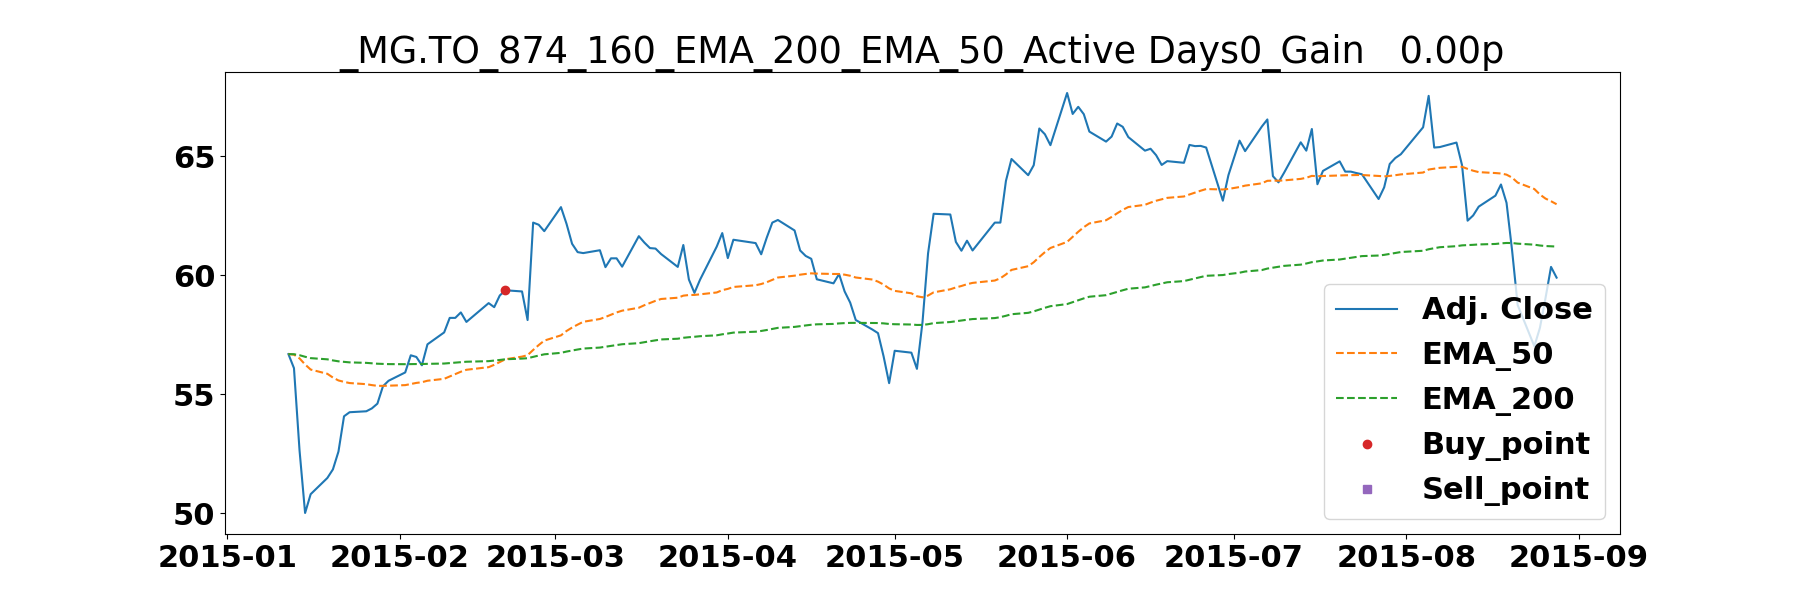 _MG.TO_874_160_EMA_200_EMA_50_Active Days0_Gain   0.00p
65
60
55
50
Adj. Close
EMA_50
EMA_200
Buy_point
Sell_point
2015-01 2015-02 2015-03 2015-04 2015-05 2015-06 2015-07 2015-08 2015-09